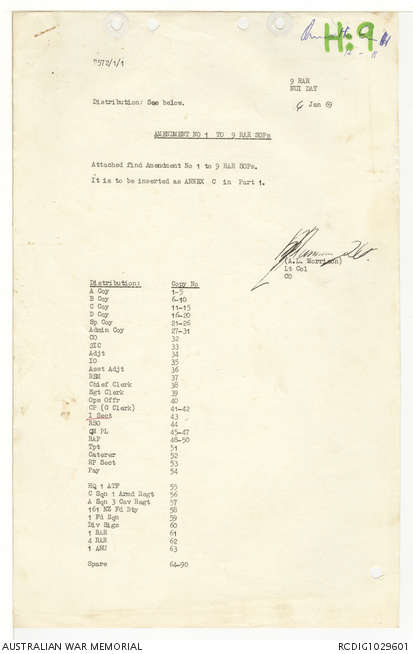 H:9
R572/1/1
9 RAR
NUI DAT
Distribution: See below.
6 Jan 69
AMENDMENT NO 1 TO 9 RAR SOPs
Attached find Amendment No 1 to 9 RAR SOPs.
It is to be inserted as ANNEX C in Part 1.
(A.L. Morrison)
Lt Col
CO
Distribution: Copy No
A Coy 1-5
B Coy 6-10
C Coy 11-15
D Coy 16-20
Sp Coy 21-26
Admin Coy 27-31
CO 32
2IC 33
Adjt 34
IO 35
Asst Adjt 36
RSM 37
Chief Clerk 38
Sgt Clerk 39
Ops Offr 40
CP (O Clerk) 41-42
I Sect 43
RSO 44
QM PL 45-47
RAP 48-50
Tpt 51
Caterer 52
RP Sect 53
Pay 54
HQ 1 ATF 55
C Sqn 1 Armd Regt 56
A Sqn 3 Cav Regt 57
161 NZ Fd Bty 58
1 Fd Sqn 59
Div Sigs 60
1 RAR 61
4 RAR 62
1 ARU 63
Spare 64-90
AUSTRALIAN WAR MEMORIAL
RCDIG1029601